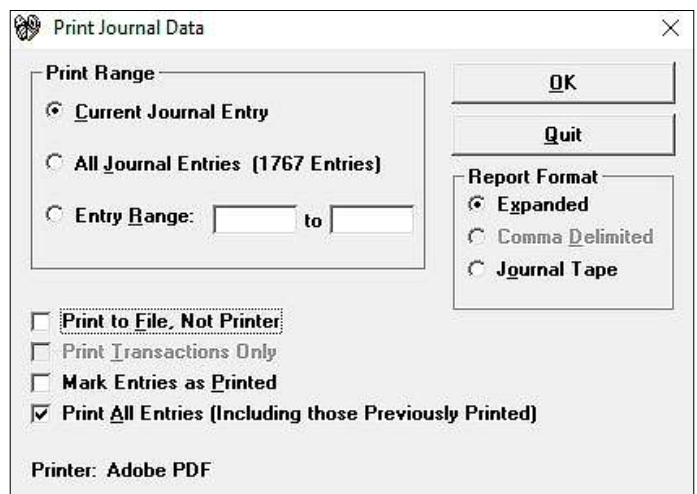 Print Journal Data
Print Range
Current Journal Entry
All Journal Entries (1767 Entries)
Entry Range: to
OK
Quit
Report Format
Expanded
Comma Delimited
Journal Tape
Print to File, Not Printer
Print Transactions Only
Mark Entries as Printed
Print All Entries (Including those Previously Printed)
Printer: Adobe PDF